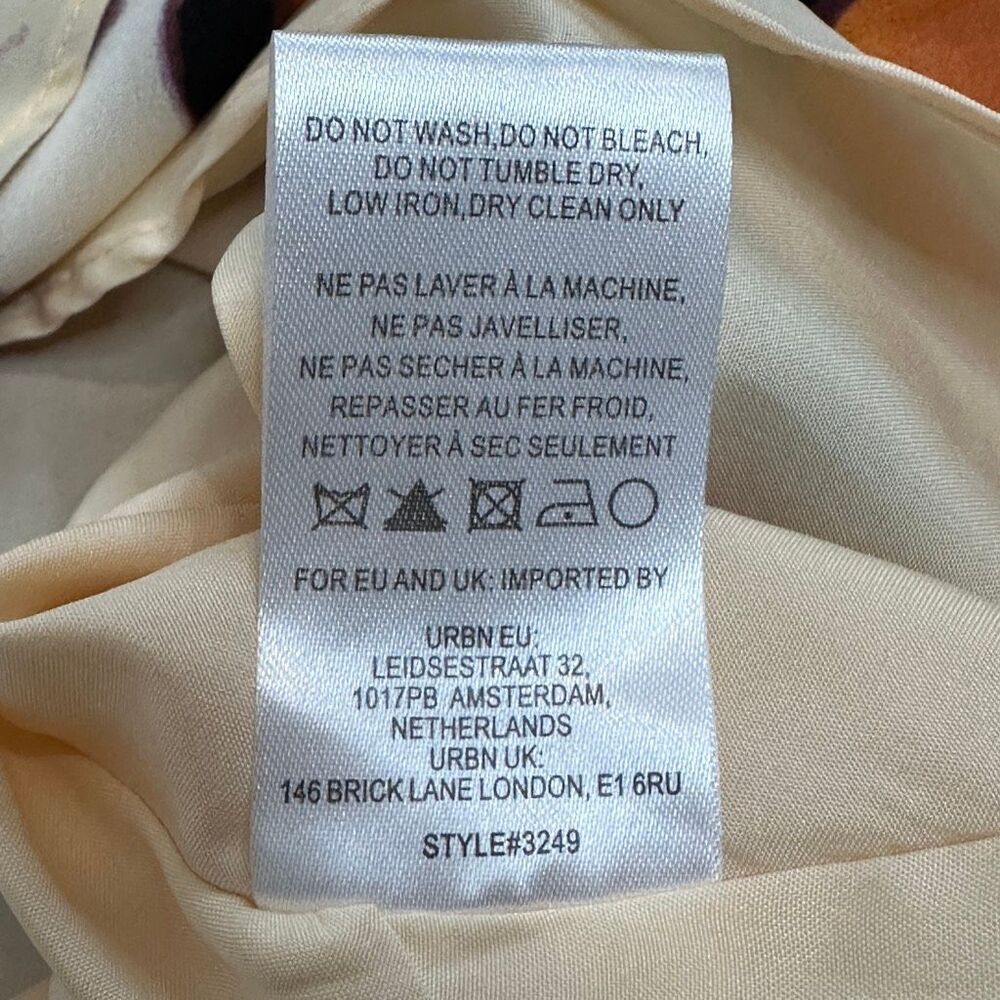 DO NOT WASH,DO NOT BLEACH,
DO NOT TUMBLE DRY,
LOW IRON,DRY CLEAN ONLY
NE PAS LAVER À LA MACHINE,
NE PAS JAVELLISER,
NE PAS SECHER À LA MACHINE,
REPASSER AU FER FROID,
NETTOYER À SEC SEULEMENT
FOR EU AND UK: IMPORTED BY
URBN EU:
LEIDSESTRAAT 32,
1017PB AMSTERDAM,
NETHERLANDS
URBN UK:
146 BRICK LANE LONDON, E1 6RU
STYLE#3249